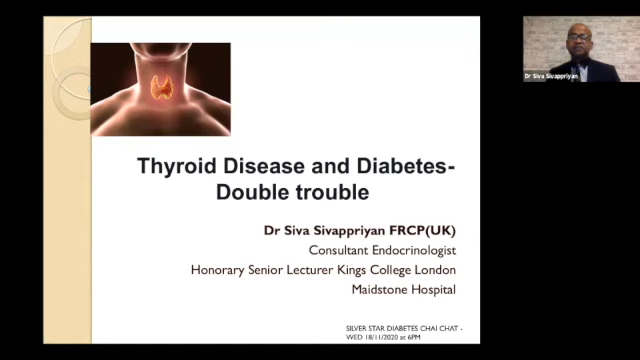 Thyroid Disease and Diabetes-
Double trouble
Dr Siva Sivappriyan FRCP(UK)
Consultant Endocrinologist
Honorary Senior Lecturer Kings College London
Maidstone Hospital
SILVER STAR DIABETES CHAI CHAT -
WED 18/11/2020 at 6PM
Dr Siva Sivappriyan